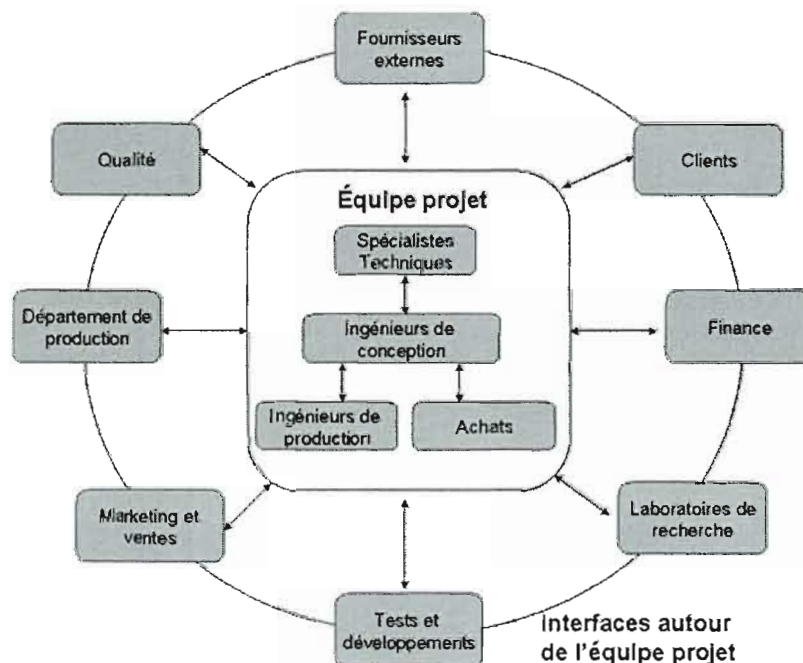 Fournisseurs
externes
Qualité
Clients
Équipe projet
Spécialistes
Techniques
Département de
production
Ingénieurs de
conception
Finance
Ingénieurs de
production
Achats
Marketing et
ventes
Laboratoires de
recherche
Tests et
développements
Interfaces autour
de l'équipe projet